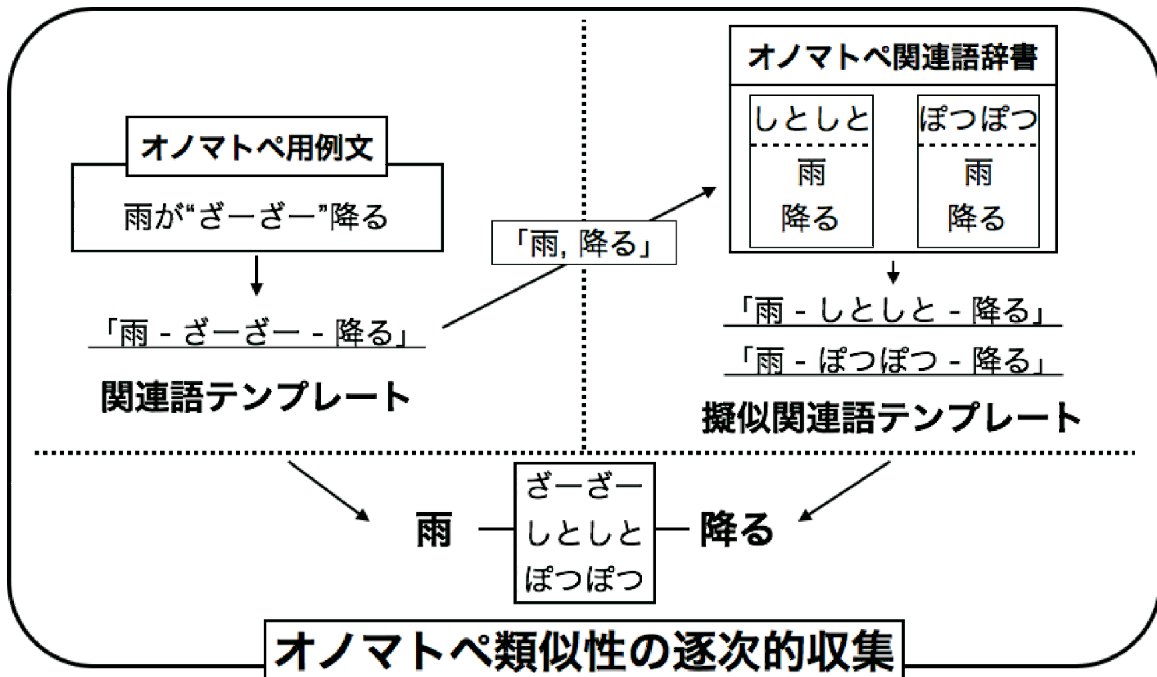 オノマトペ用例文
雨が“ざーざー”降る
「雨 - ざーざー - 降る」
関連語テンプレート
「雨, 降る」
オノマトペ関連語辞書
しとしと
雨
降る
ぽつぽつ
雨
降る
「雨 - しとしと - 降る」
「雨 - ぽつぽつ - 降る」
擬似関連語テンプレート
雨
ざーざー
しとしと
ぽつぽつ
降る
オノマトペ類似性の逐次的収集